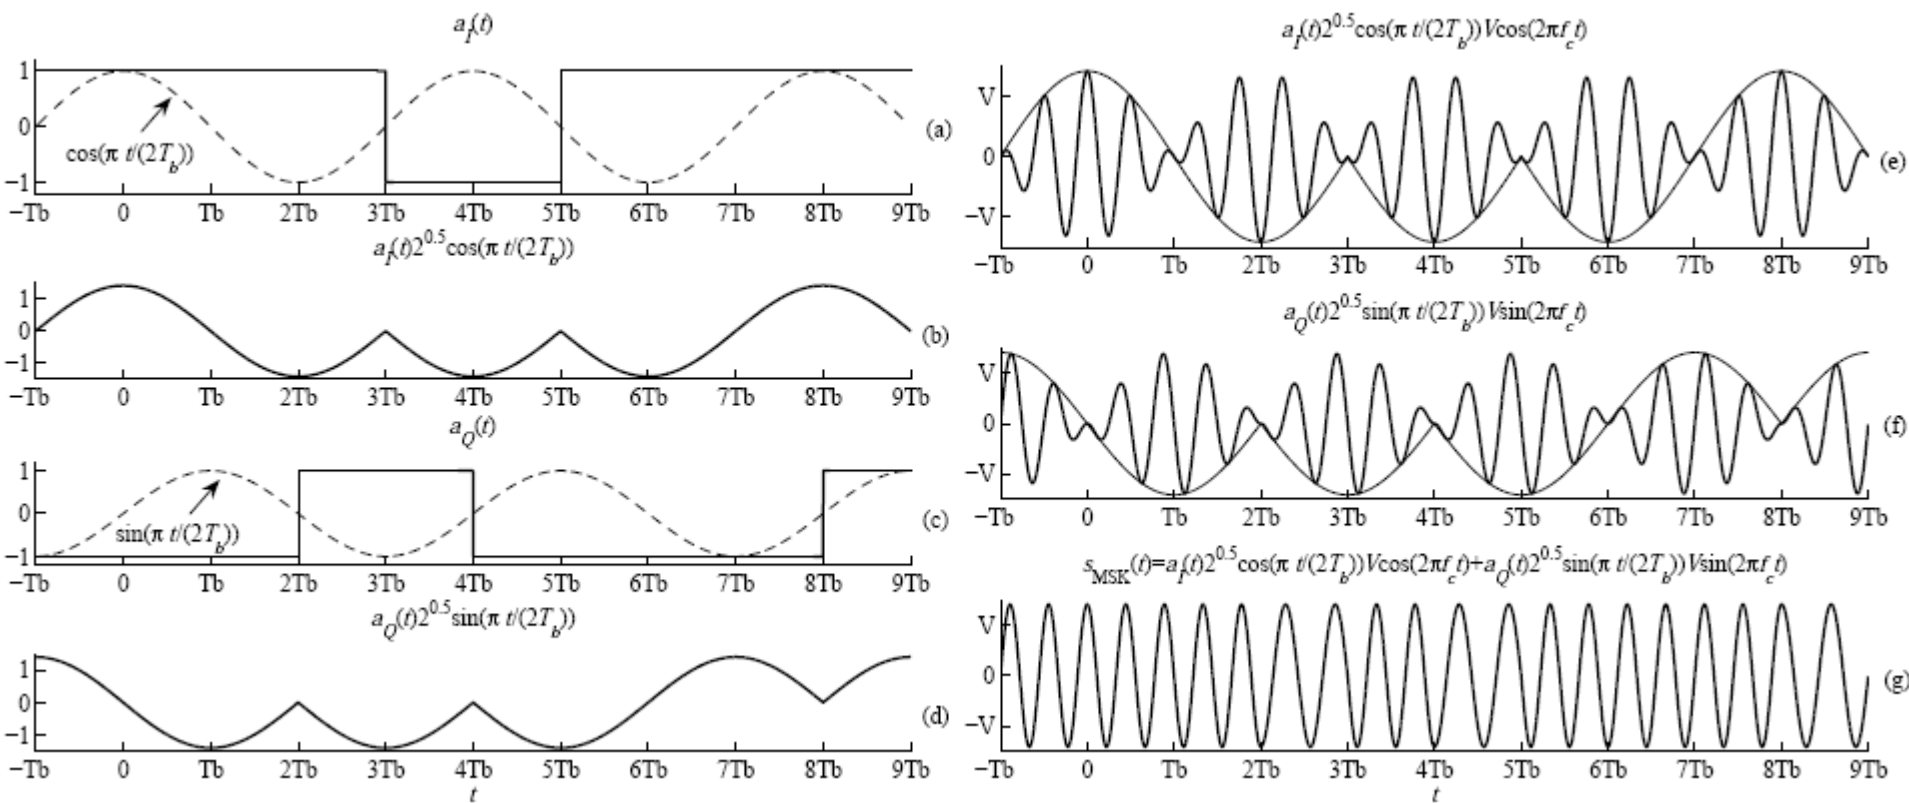 a_I(t)
1
0
−1
cos(π t/(2T_b))
(a)
−Tb 0 Tb 2Tb 3Tb 4Tb 5Tb 6Tb 7Tb 8Tb 9Tb
a_I(t)2^0.5cos(π t/(2T_b))
1
0
−1
(b)
−Tb 0 Tb 2Tb 3Tb 4Tb 5Tb 6Tb 7Tb 8Tb 9Tb
a_Q(t)
1
0
−1
sin(π t/(2T_b))
(c)
−Tb 0 Tb 2Tb 3Tb 4Tb 5Tb 6Tb 7Tb 8Tb 9Tb
a_Q(t)2^0.5sin(π t/(2T_b))
1
0
−1
(d)
−Tb 0 Tb 2Tb 3Tb 4Tb 5Tb 6Tb 7Tb 8Tb 9Tb
t
a_I(t)2^0.5cos(π t/(2T_b))Vcos(2πf_c t)
V
0
−V
(e)
−Tb 0 Tb 2Tb 3Tb 4Tb 5Tb 6Tb 7Tb 8Tb 9Tb
a_Q(t)2^0.5sin(π t/(2T_b))Vsin(2πf_c t)
V
0
−V
(f)
−Tb 0 Tb 2Tb 3Tb 4Tb 5Tb 6Tb 7Tb 8Tb 9Tb
s_MSK(t)=a_I(t)2^0.5cos(π t/(2T_b))Vcos(2πf_c t)+a_Q(t)2^0.5sin(π t/(2T_b))Vsin(2πf_c t)
V
0
−V
(g)
−Tb 0 Tb 2Tb 3Tb 4Tb 5Tb 6Tb 7Tb 8Tb 9Tb
t